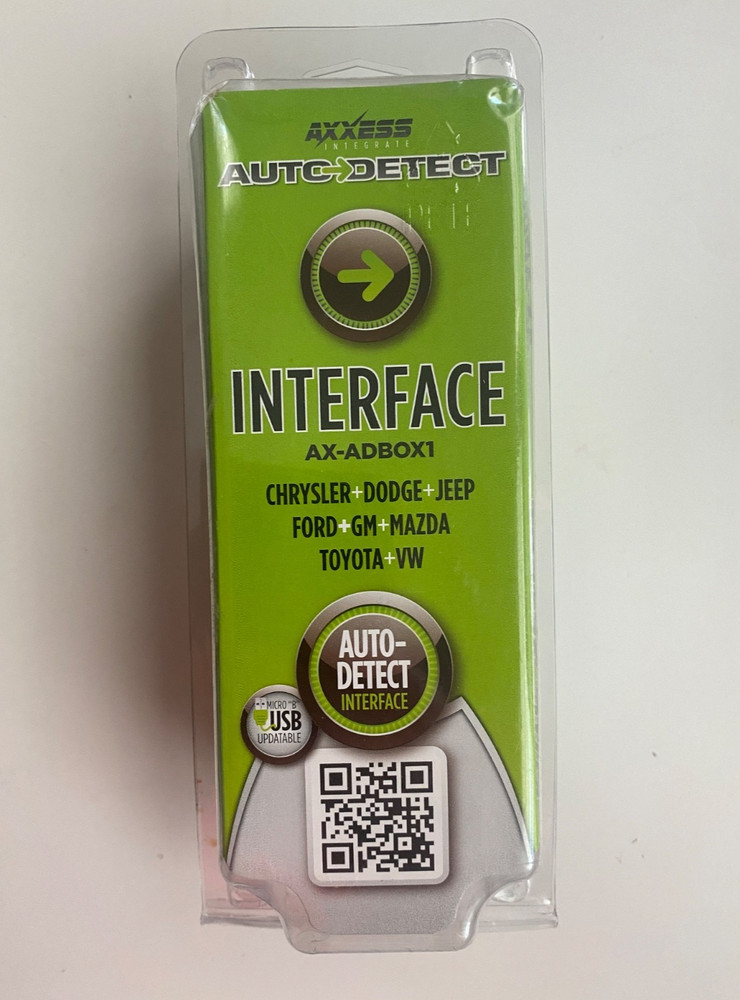 AXXESS
INTEGRATE
AUTO DETECT
INTERFACE
AX-ADBOX1
CHRYSLER+DODGE+JEEP
FORD+GM+MAZDA
TOYOTA+VW
AUTO-
DETECT
INTERFACE
MICRO "B"
USB
UPDATABLE